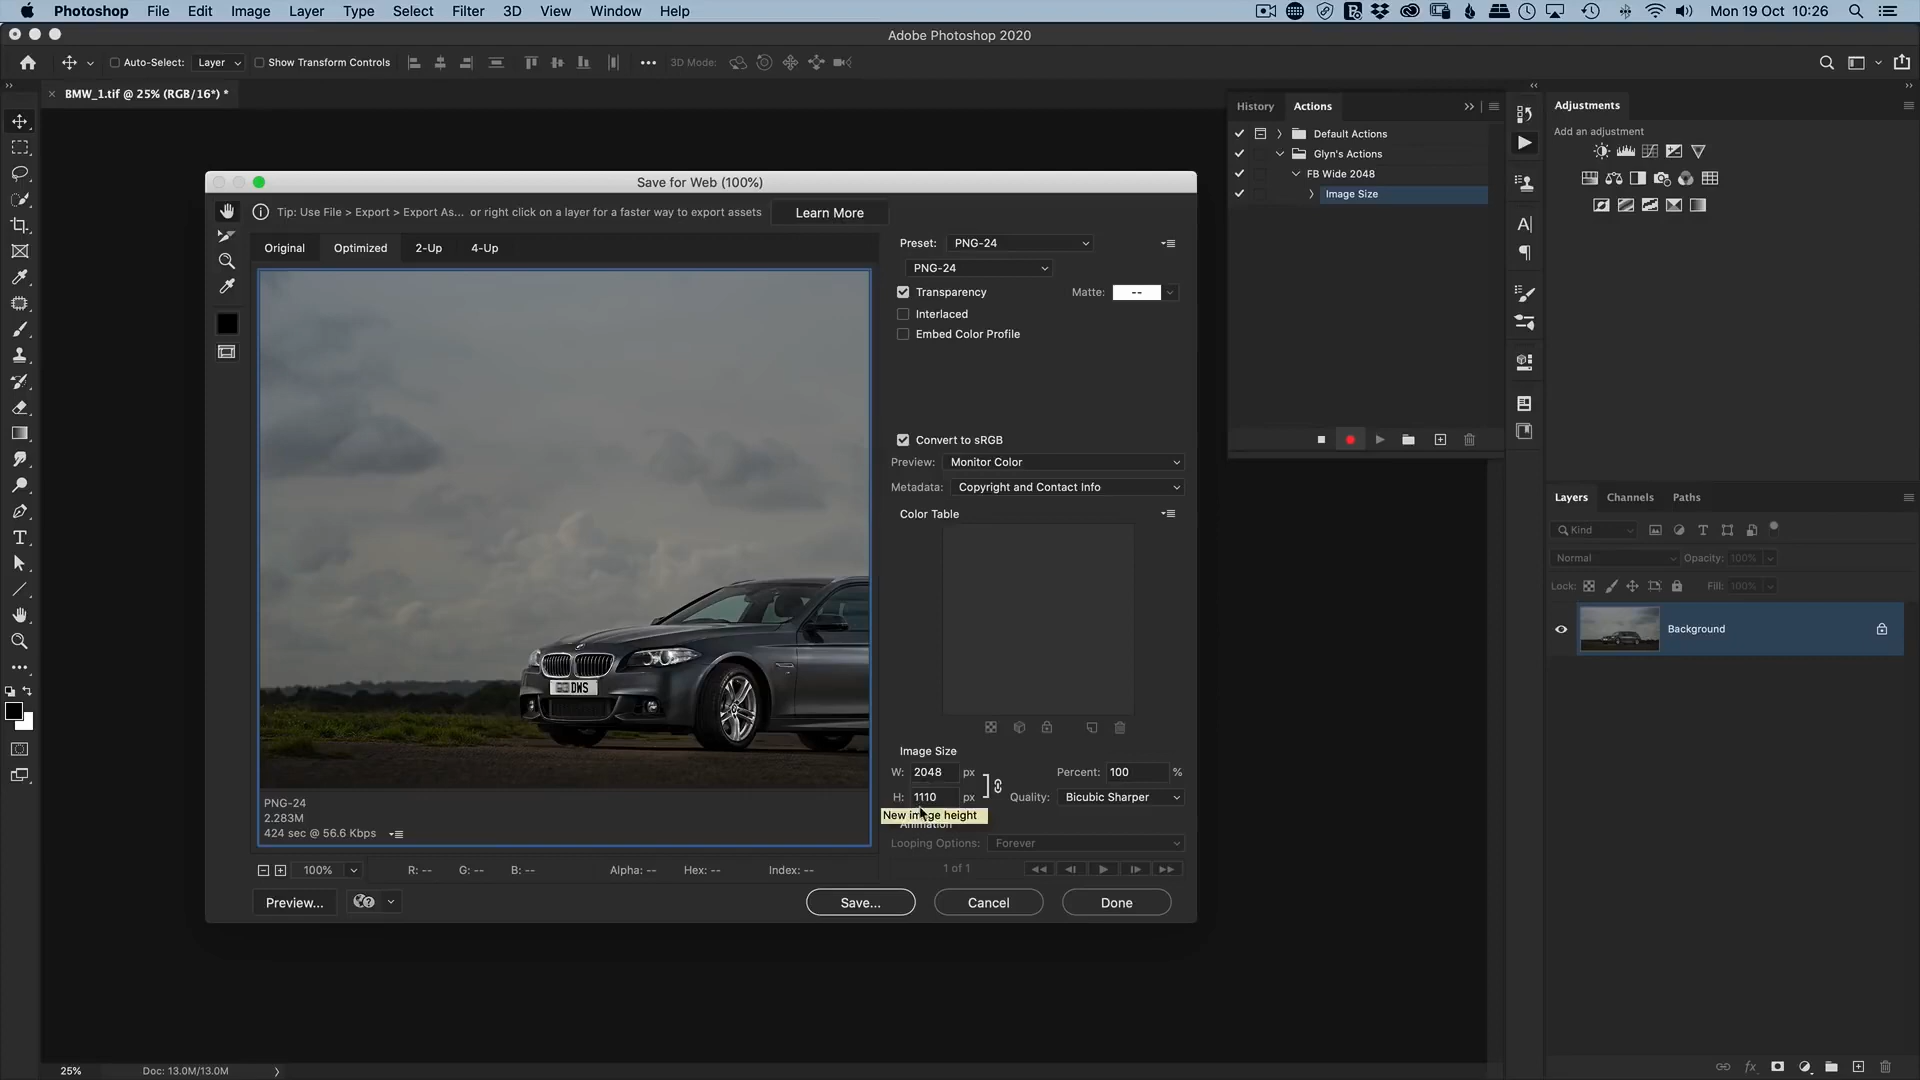 Photoshop File Edit Image Layer Type Select Filter 3D View Window Help
Mon 19 Oct 10:26
Adobe Photoshop 2020
Auto-Select: Layer Show Transform Controls 3D Mode:
BMW_1.tif @ 25% (RGB/16*) *
History Actions
Default Actions
Glyn's Actions
FB Wide 2048
Image Size
Adjustments
Add an adjustment
Save for Web (100%)
Tip: Use File > Export > Export As... or right click on a layer for a faster way to export assets
Learn More
Original Optimized 2-Up 4-Up
Preset: PNG-24
PNG-24
Transparency Matte: --
Interlaced
Embed Color Profile
Convert to sRGB
Preview: Monitor Color
Metadata: Copyright and Contact Info
Color Table
Image Size
W: 2048 px Percent: 100 %
H: 1110 px Quality: Bicubic Sharper
New image height
Animation
Looping Options: Forever
1 of 1
PNG-24
2.283M
424 sec @ 56.6 Kbps
100% R: -- G: -- B: -- Alpha: -- Hex: -- Index: --
Preview... Save... Cancel Done
Layers Channels Paths
Kind
Normal Opacity: 100%
Lock: Fill: 100%
Background
25% Doc: 13.0M/13.0M